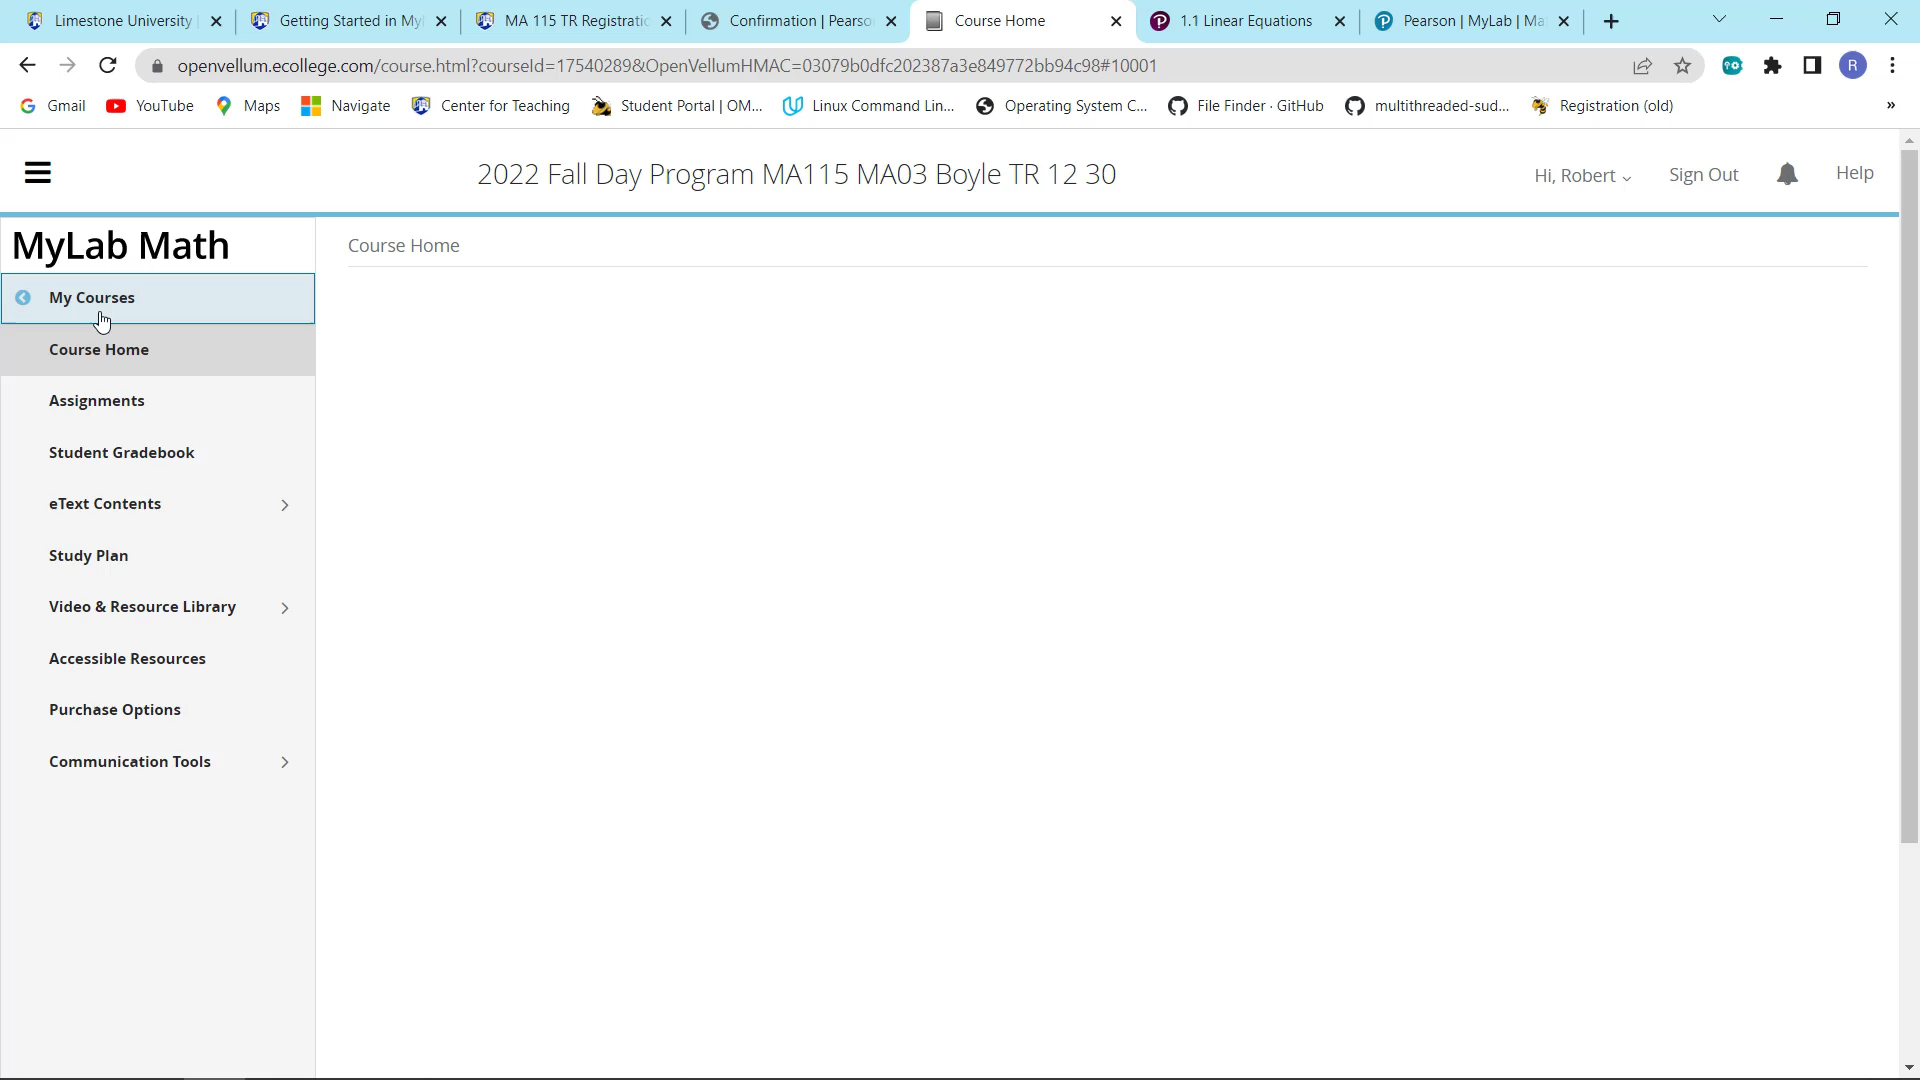 Limestone University
Getting Started in My
MA 115 TR Registratic
Confirmation | Pearso
Course Home
1.1 Linear Equations
Pearson | MyLab | Ma
openvellum.ecollege.com/course.html?courseId=17540289&OpenVellumHMAC=03079b0dfc202387a3e849772bb94c98#10001
R
Gmail
YouTube
Maps
Navigate
Center for Teaching
Student Portal | OM...
Linux Command Lin...
Operating System C...
File Finder · GitHub
multithreaded-sud...
Registration (old)
»
2022 Fall Day Program MA115 MA03 Boyle TR 12 30
Hi, Robert
Sign Out
Help
MyLab Math
Course Home
My Courses
Course Home
Assignments
Student Gradebook
eText Contents
Study Plan
Video & Resource Library
Accessible Resources
Purchase Options
Communication Tools